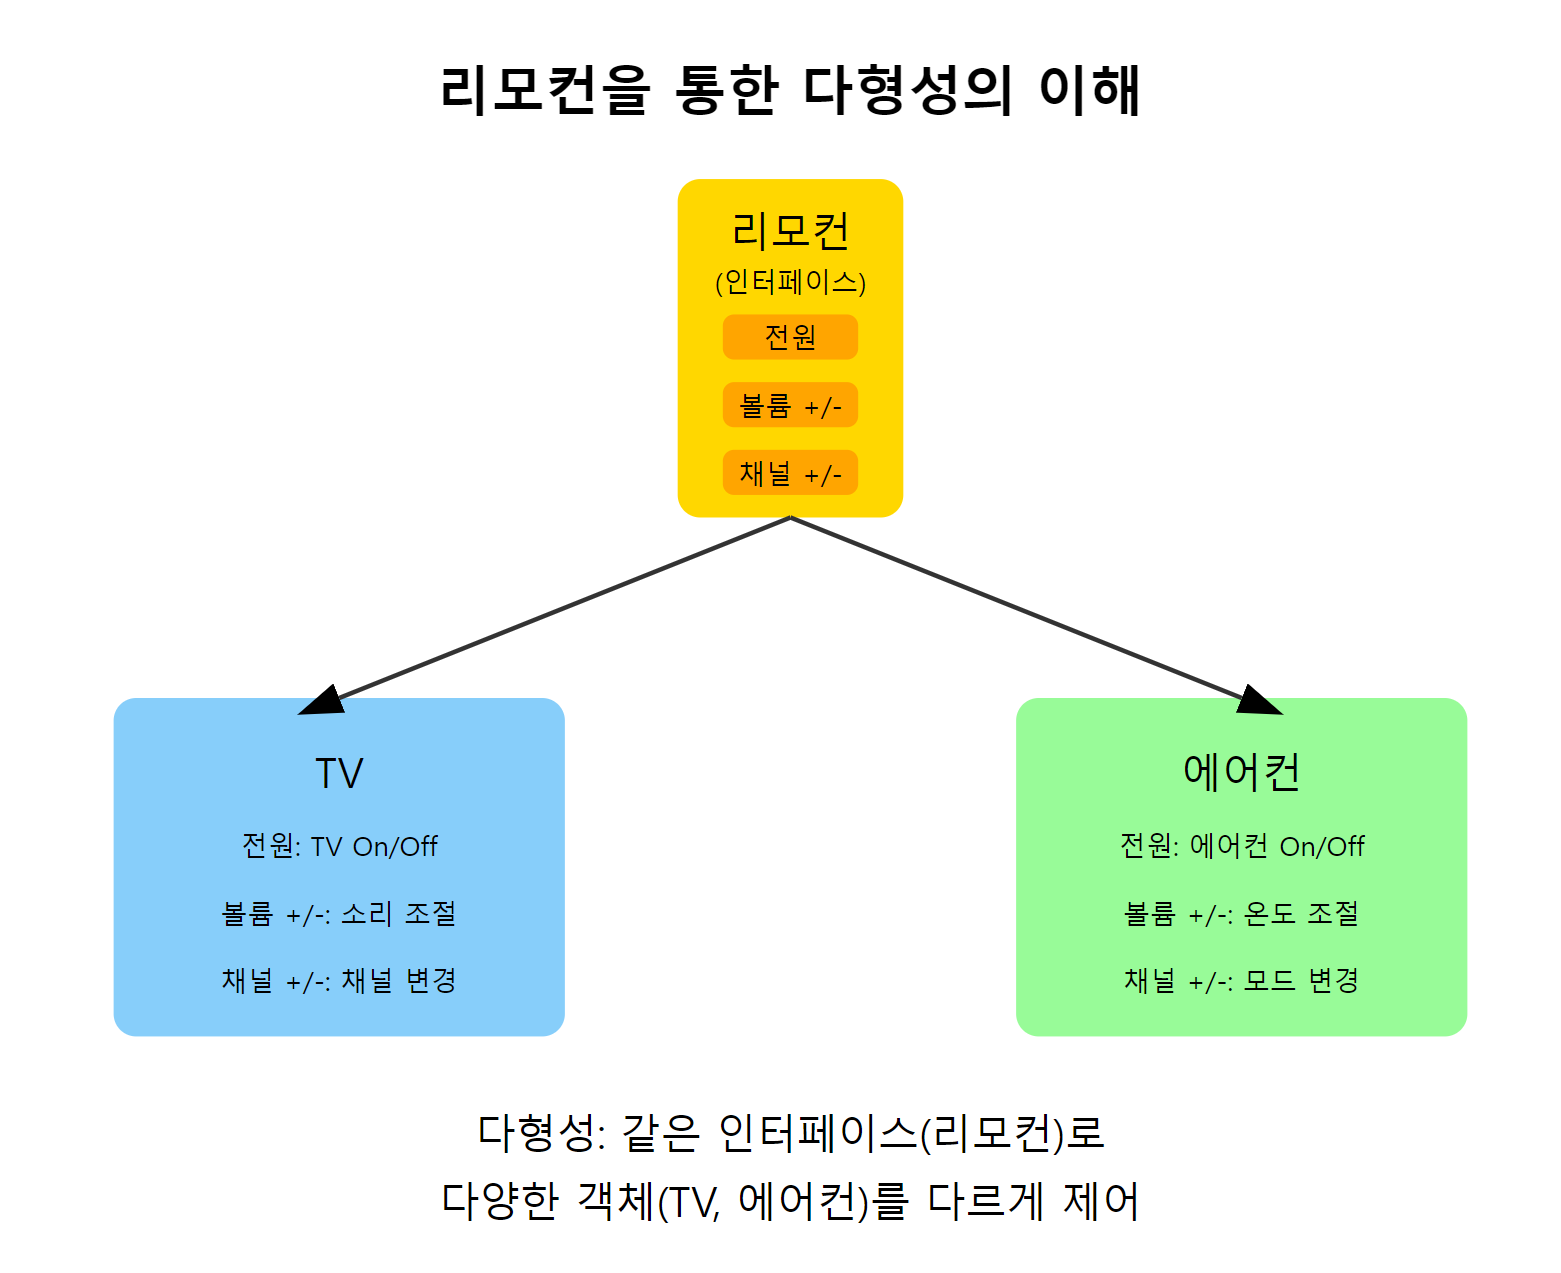 리모컨을 통한 다형성의 이해
리모컨
(인터페이스)
전원
볼륨 +/-
채널 +/-
TV
전원: TV On/Off
볼륨 +/-: 소리 조절
채널 +/-: 채널 변경
에어컨
전원: 에어컨 On/Off
볼륨 +/-: 온도 조절
채널 +/-: 모드 변경
다형성: 같은 인터페이스(리모컨)로
다양한 객체(TV, 에어컨)를 다르게 제어